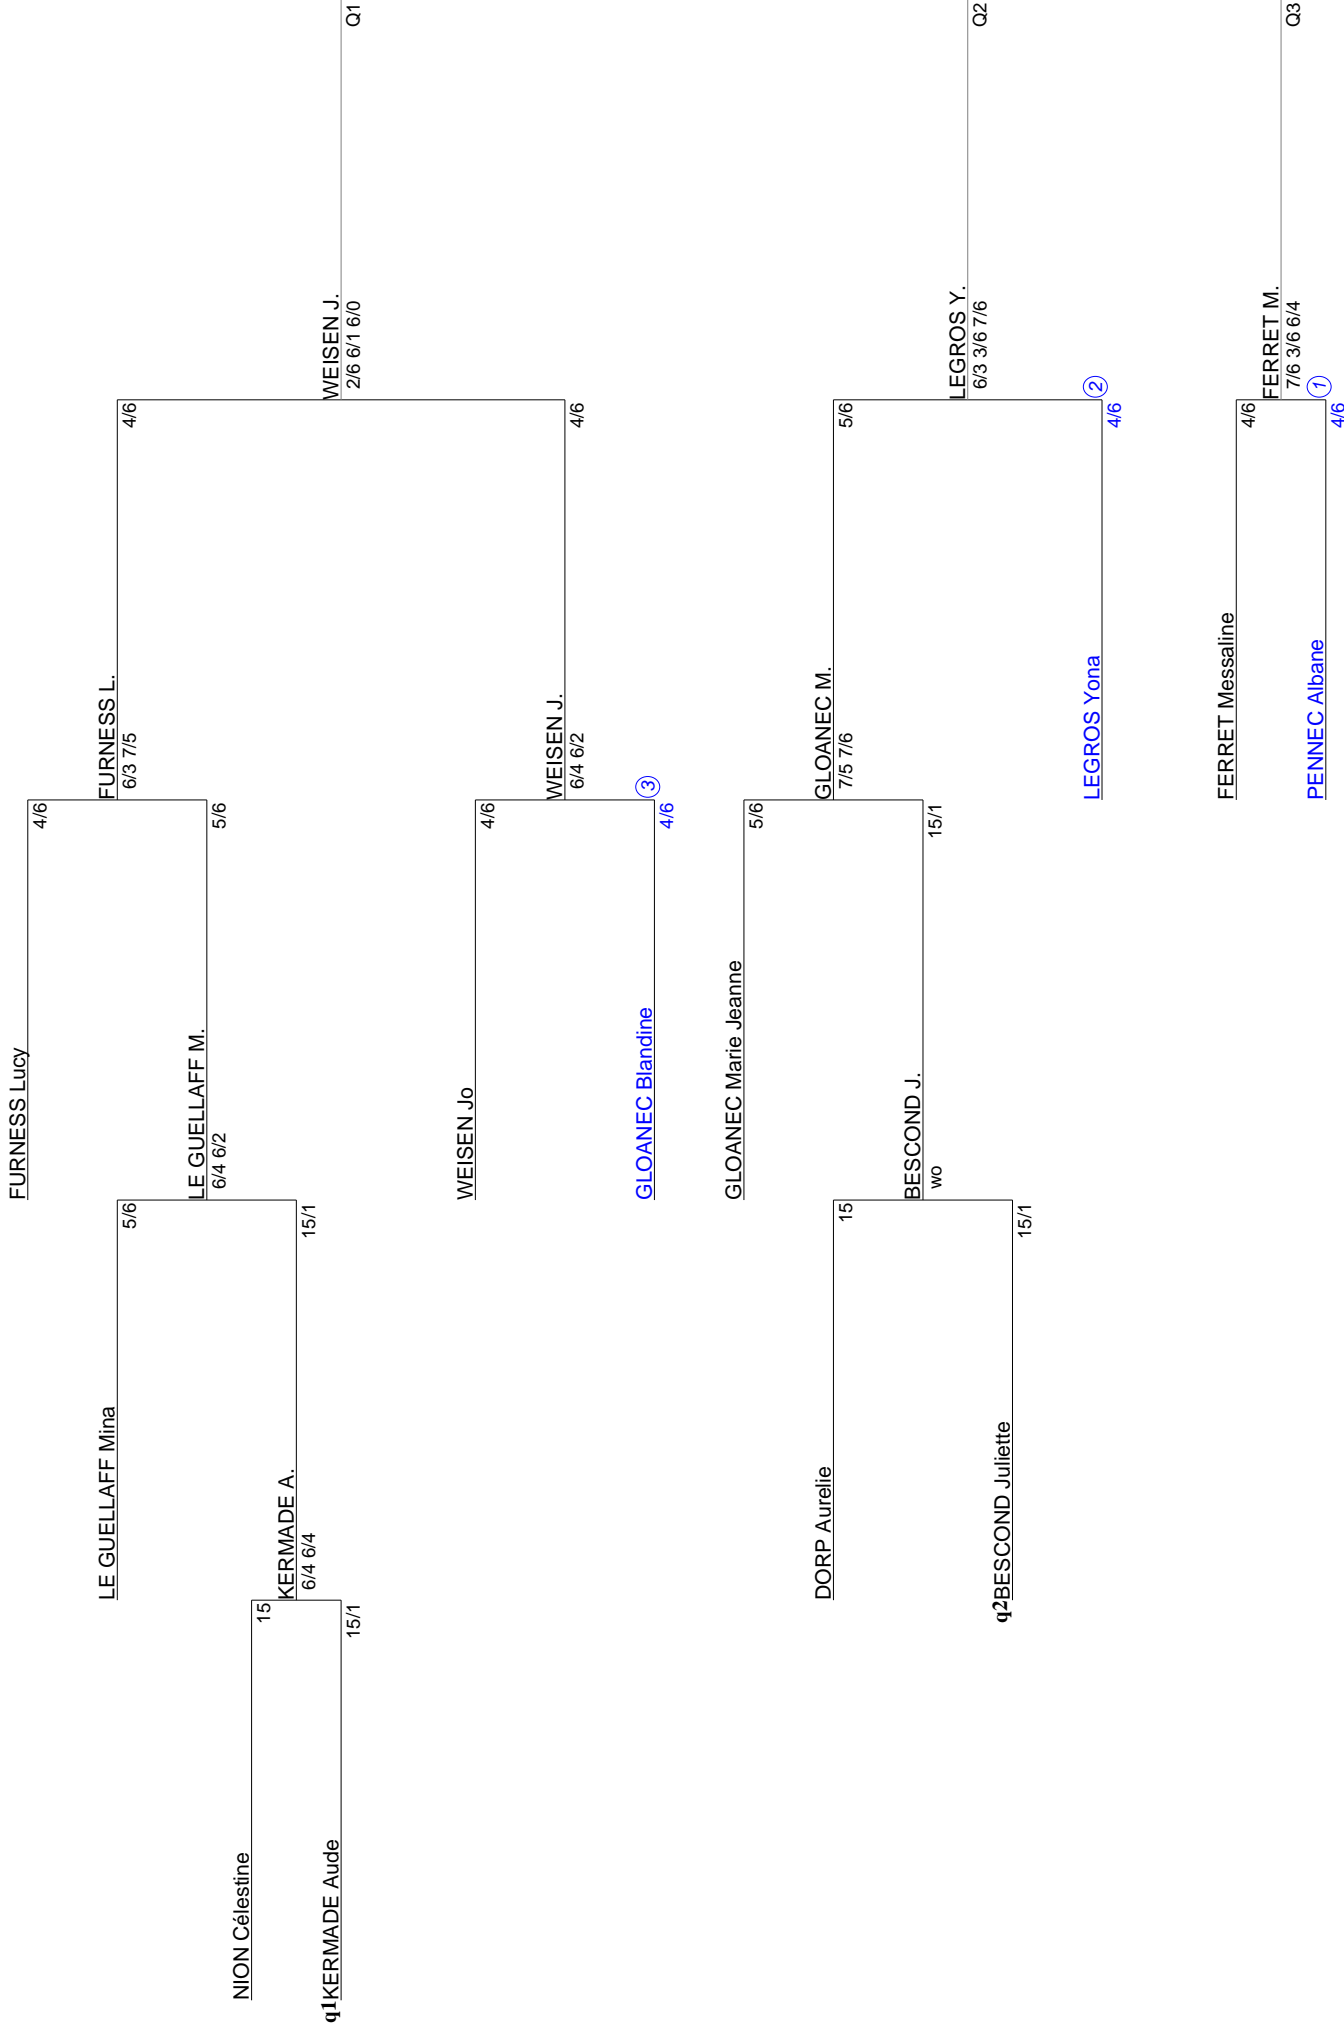 FURNESS Lucy
4/6
FURNESS L.
6/3 7/5
LE GUELLAFF Mina
5/6
LE GUELLAFF M.
6/4 6/2
5/6
NION Célestine
15
KERMADE A.
6/4 6/4
15/1
q1KERMADE Aude
15/1
4/6
WEISEN J.
2/6 6/1 6/0
Q1
WEISEN Jo
4/6
WEISEN J.
6/4 6/2
4/6
GLOANEC Blandine
4/6
3
GLOANEC Marie Jeanne
5/6
GLOANEC M.
7/5 7/6
5/6
DORP Aurelie
15
BESCOND J.
wo
15/1
q2BESCOND Juliette
15/1
LEGROS Y.
6/3 3/6 7/6
Q2
LEGROS Yona
4/6
2
FERRET Messaline
4/6
FERRET M.
7/6 3/6 6/4
Q3
PENNEC Albane
4/6
1